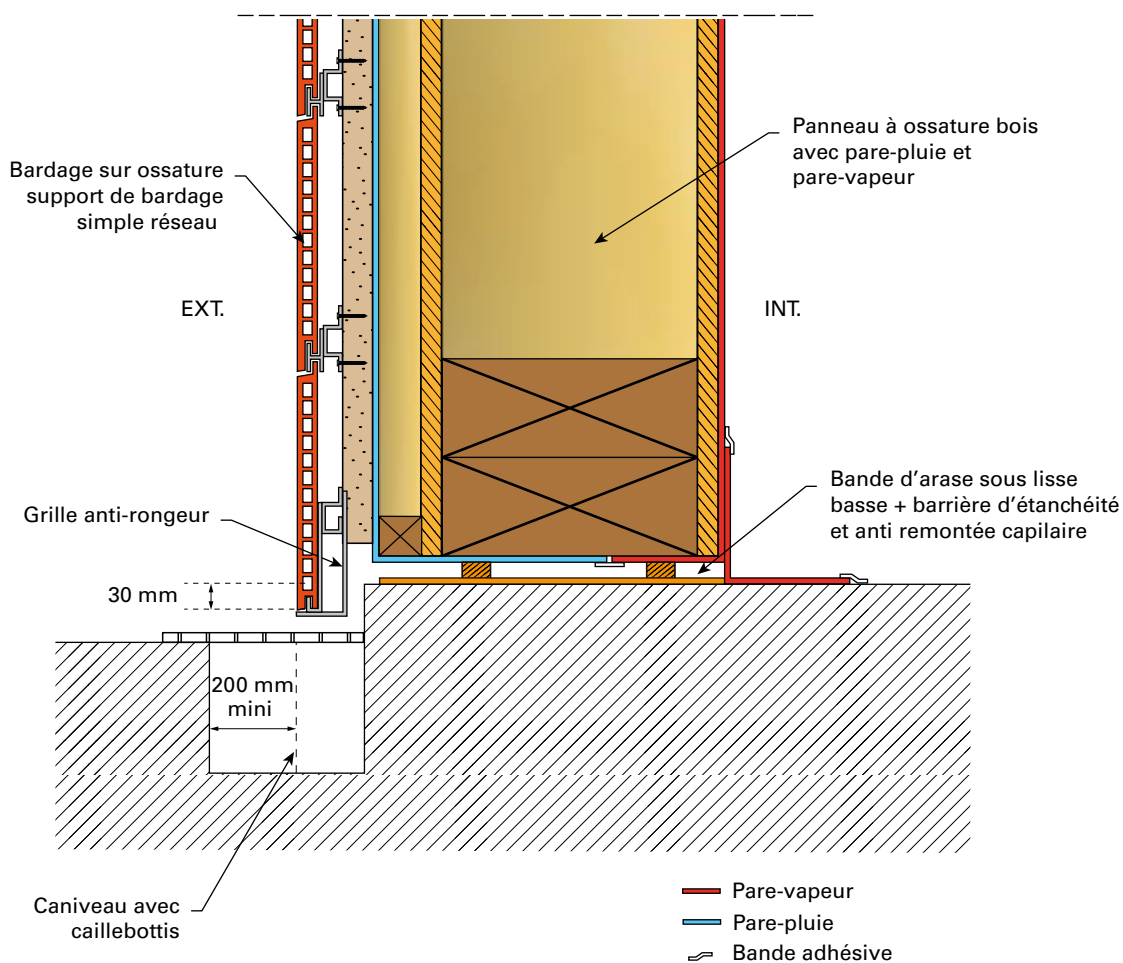 Panneau à ossature bois
avec pare-pluie et
pare-vapeur
Bardage sur ossature
support de bardage
simple réseau
EXT.
INT.
Bande d'arase sous lisse
basse + barrière d'étanchéité
et anti remontée capilaire
Grille anti-rongeur
30 mm
200 mm
mini
Caniveau avec
caillebottis
Pare-vapeur
Pare-pluie
Bande adhésive